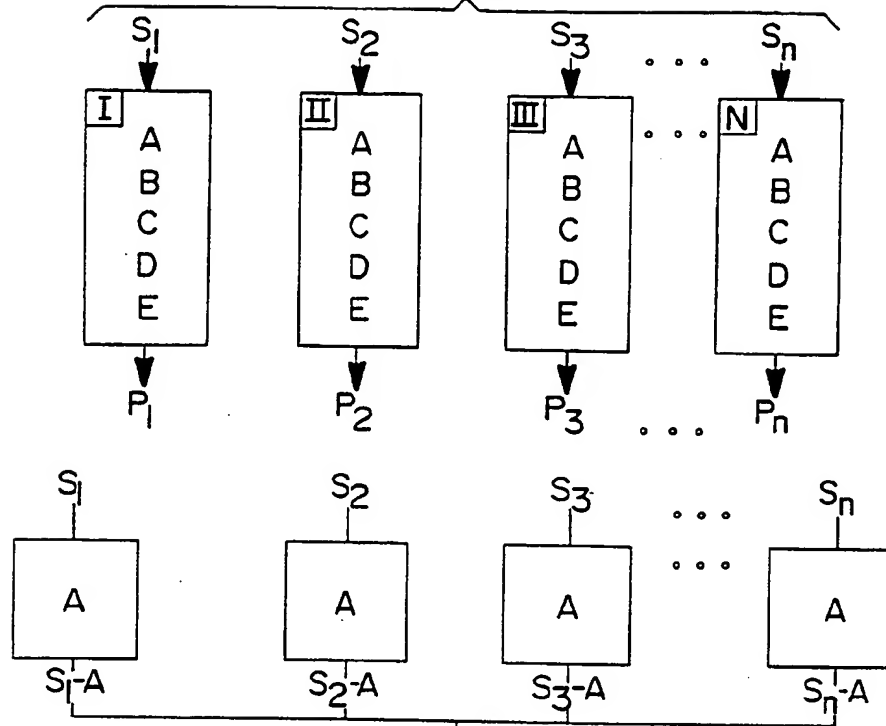 S1 S2 S3 Sn
I II III N
A A A A
B B B B
C C C C
D D D D
E E E E
P1 P2 P3 Pn
S1 S2 S3 Sn
A A A A
S1-A S2-A S3-A Sn-A